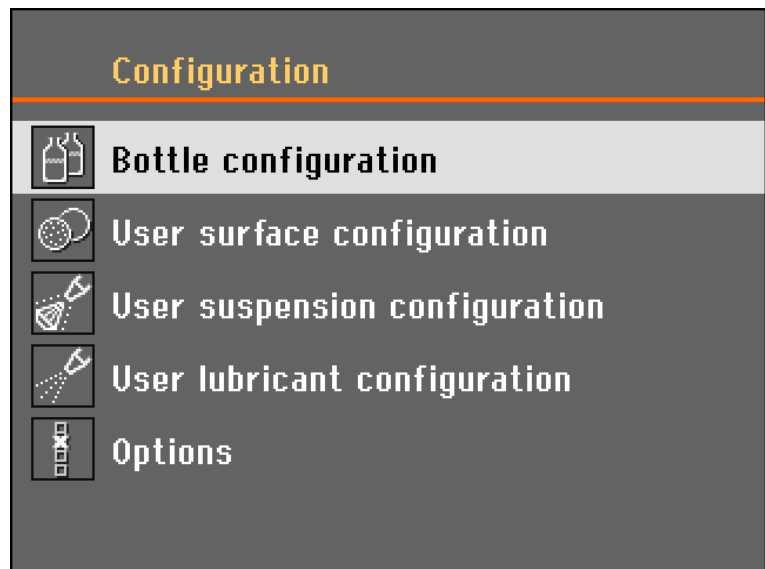 Configuration
Bottle configuration
User surface configuration
User suspension configuration
User lubricant configuration
Options